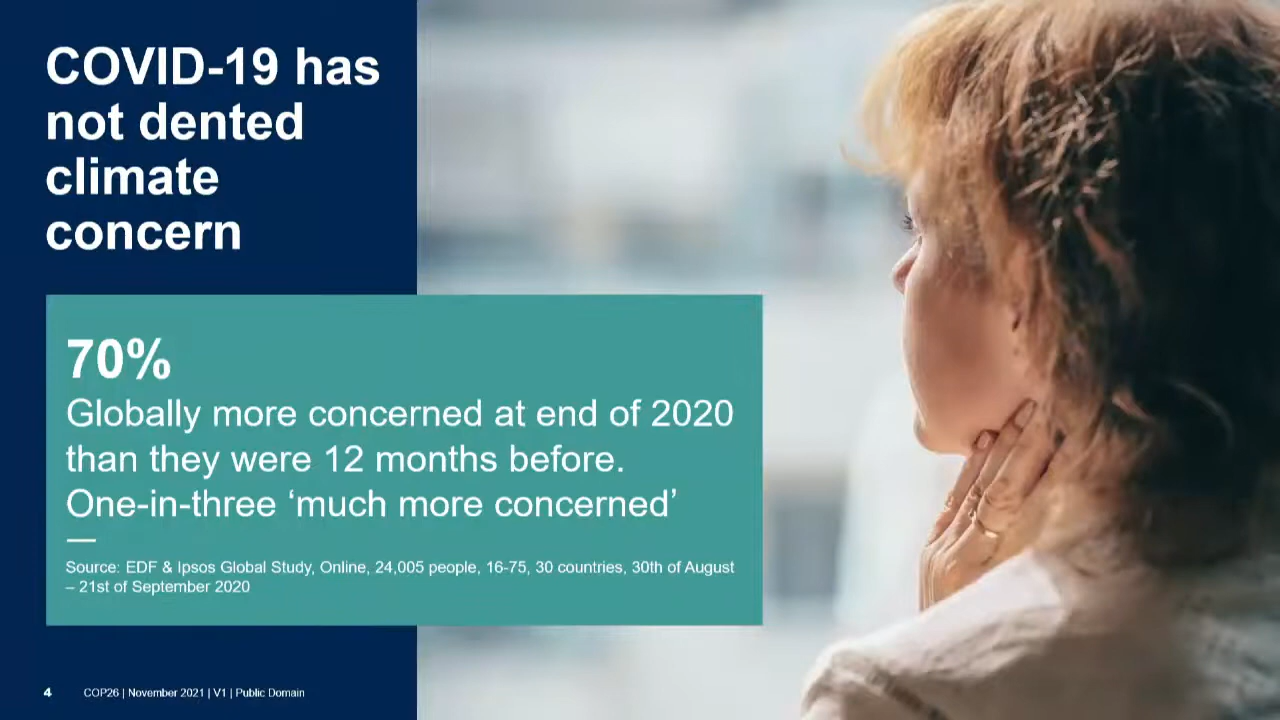 COVID-19 has
not dented
climate
concern
70%
Globally more concerned at end of 2020
than they were 12 months before.
One-in-three ‘much more concerned’
Source: EDF & Ipsos Global Study, Online, 24,005 people, 16-75, 30 countries, 30th of August
– 21st of September 2020
4 COP26 | November 2021 | V1 | Public Domain